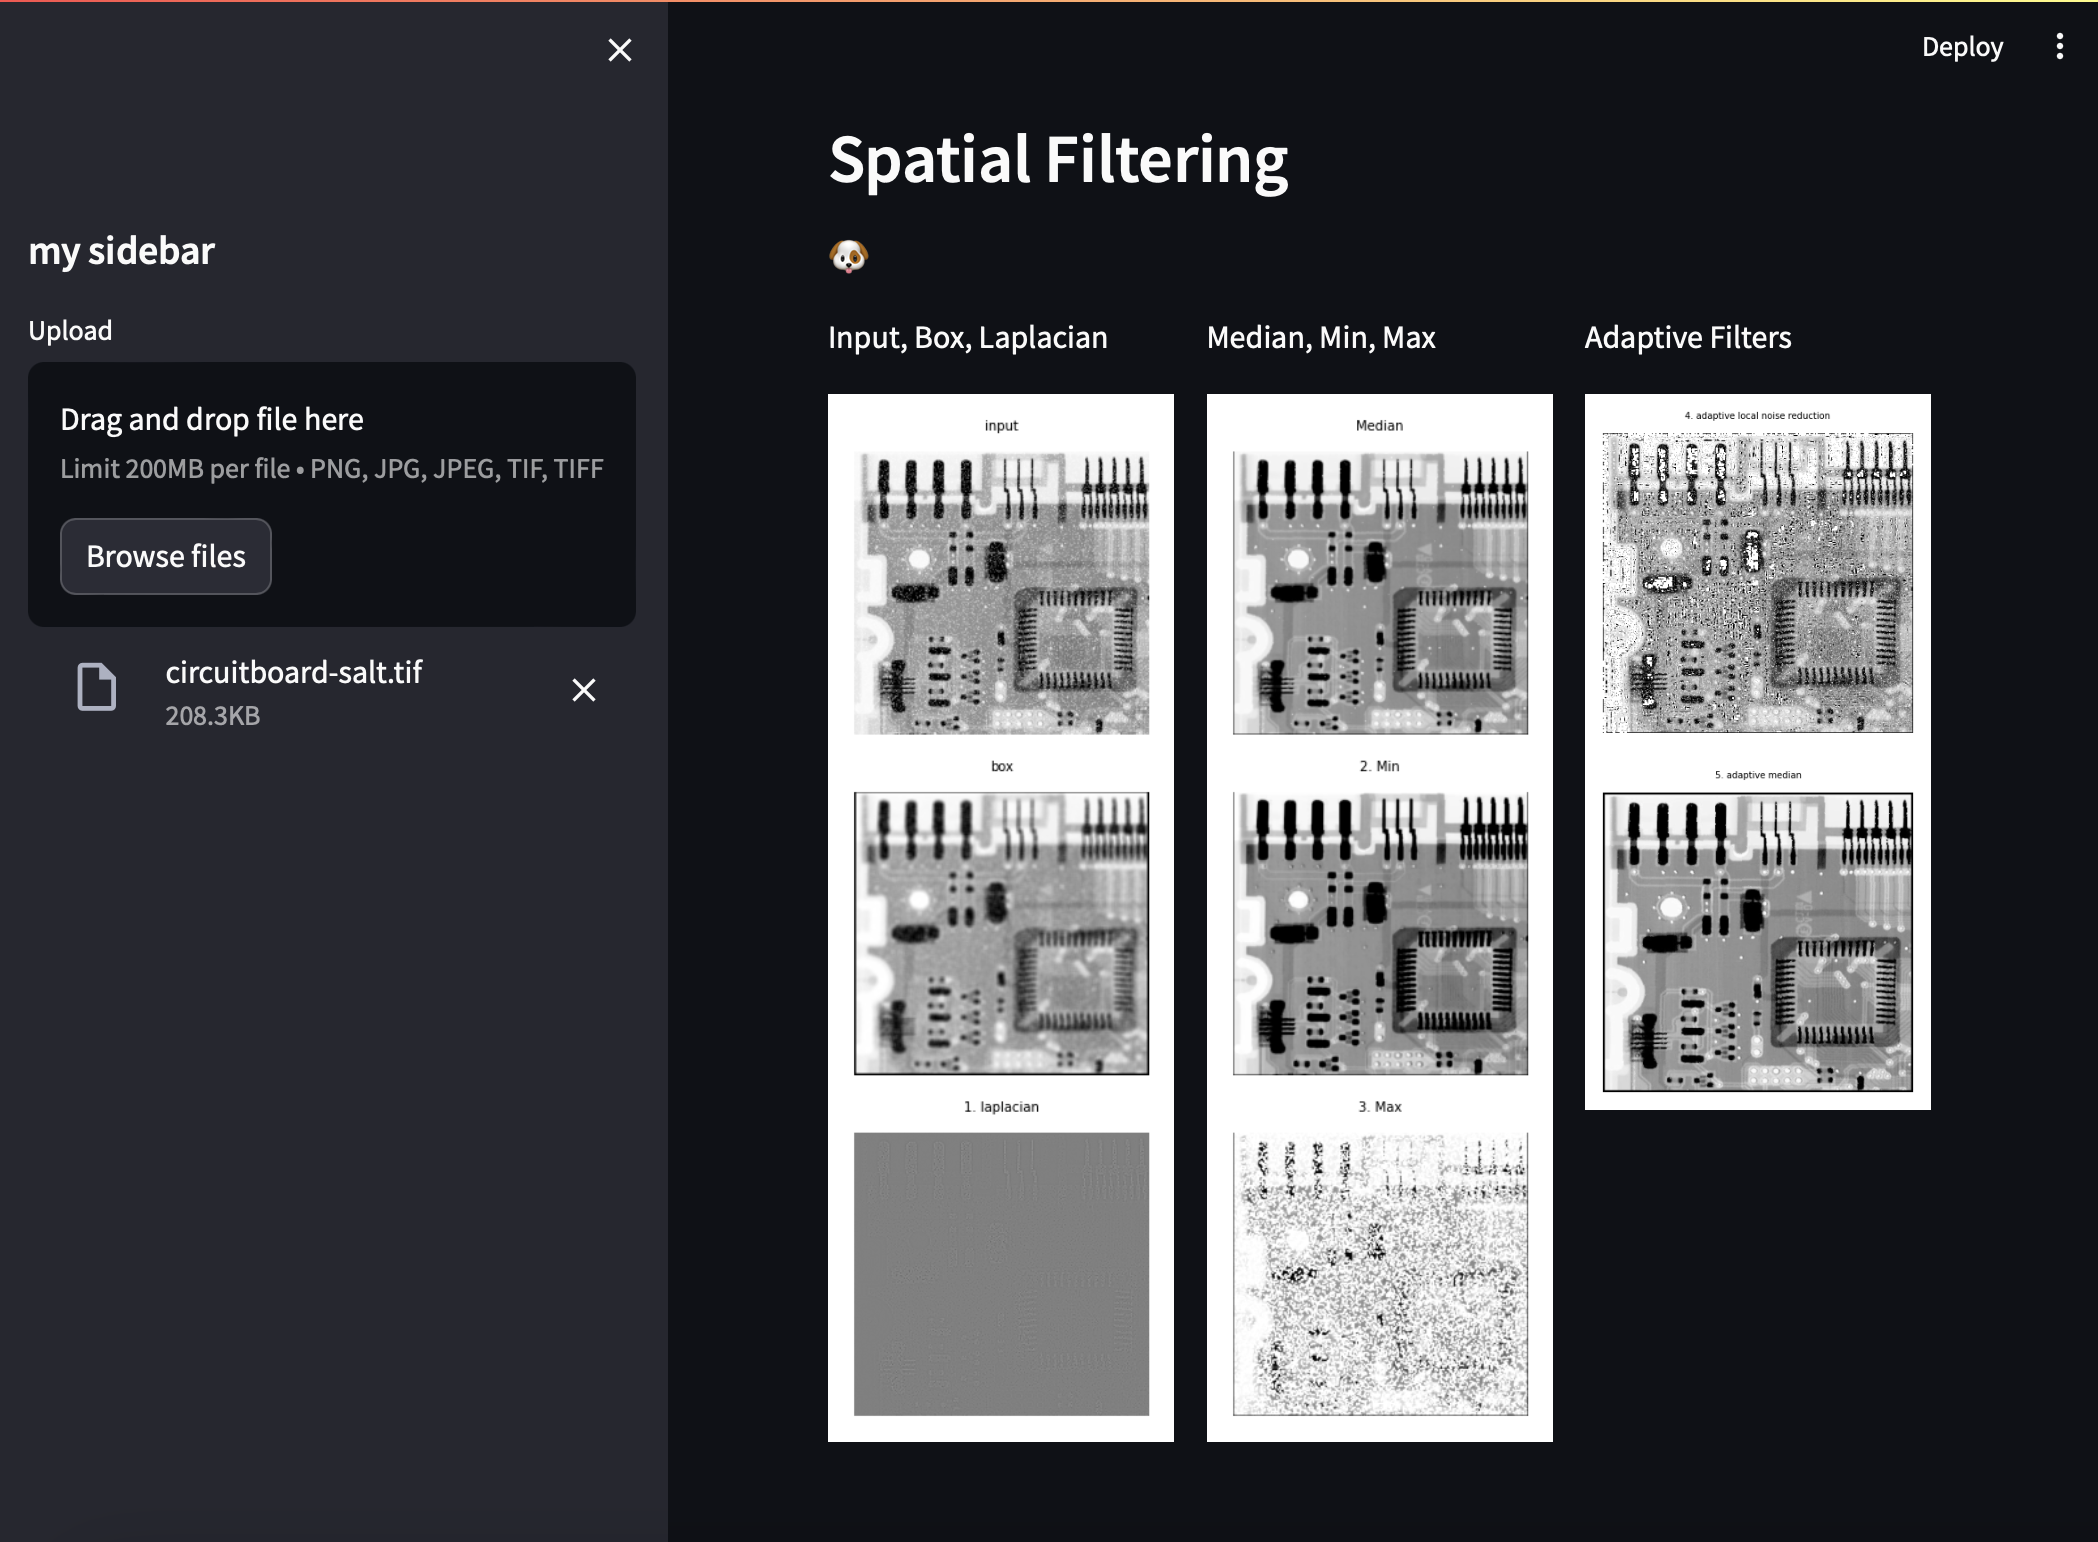 Deploy
my sidebar
Upload
Drag and drop file here
Limit 200MB per file • PNG, JPG, JPEG, TIF, TIFF
Browse files
circuitboard-salt.tif
208.3KB
Spatial Filtering
Input, Box, Laplacian
input
box
1. laplacian
Median, Min, Max
Median
2. Min
3. Max
Adaptive Filters
4. adaptive local noise reduction
5. adaptive median